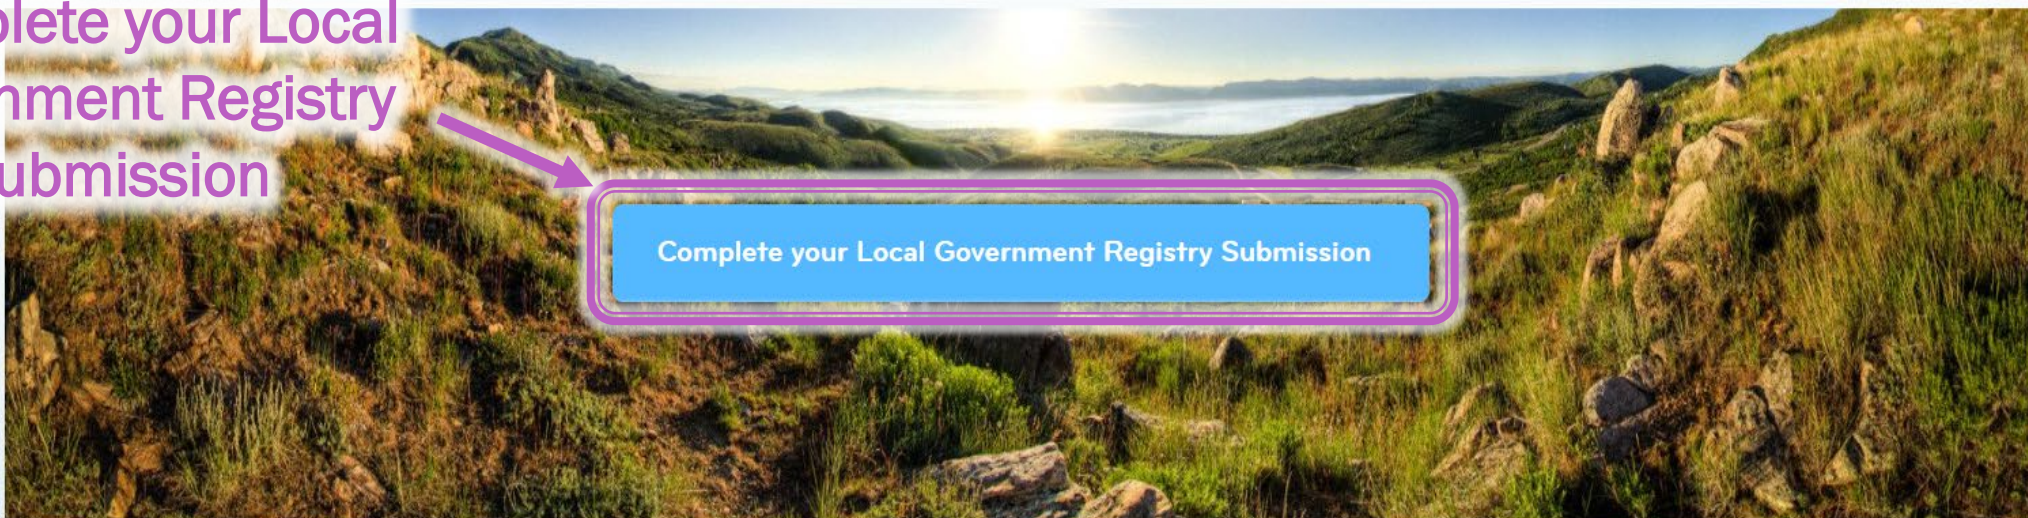 plete your Local
nment Registry
ubmission
Complete your Local Government Registry Submission